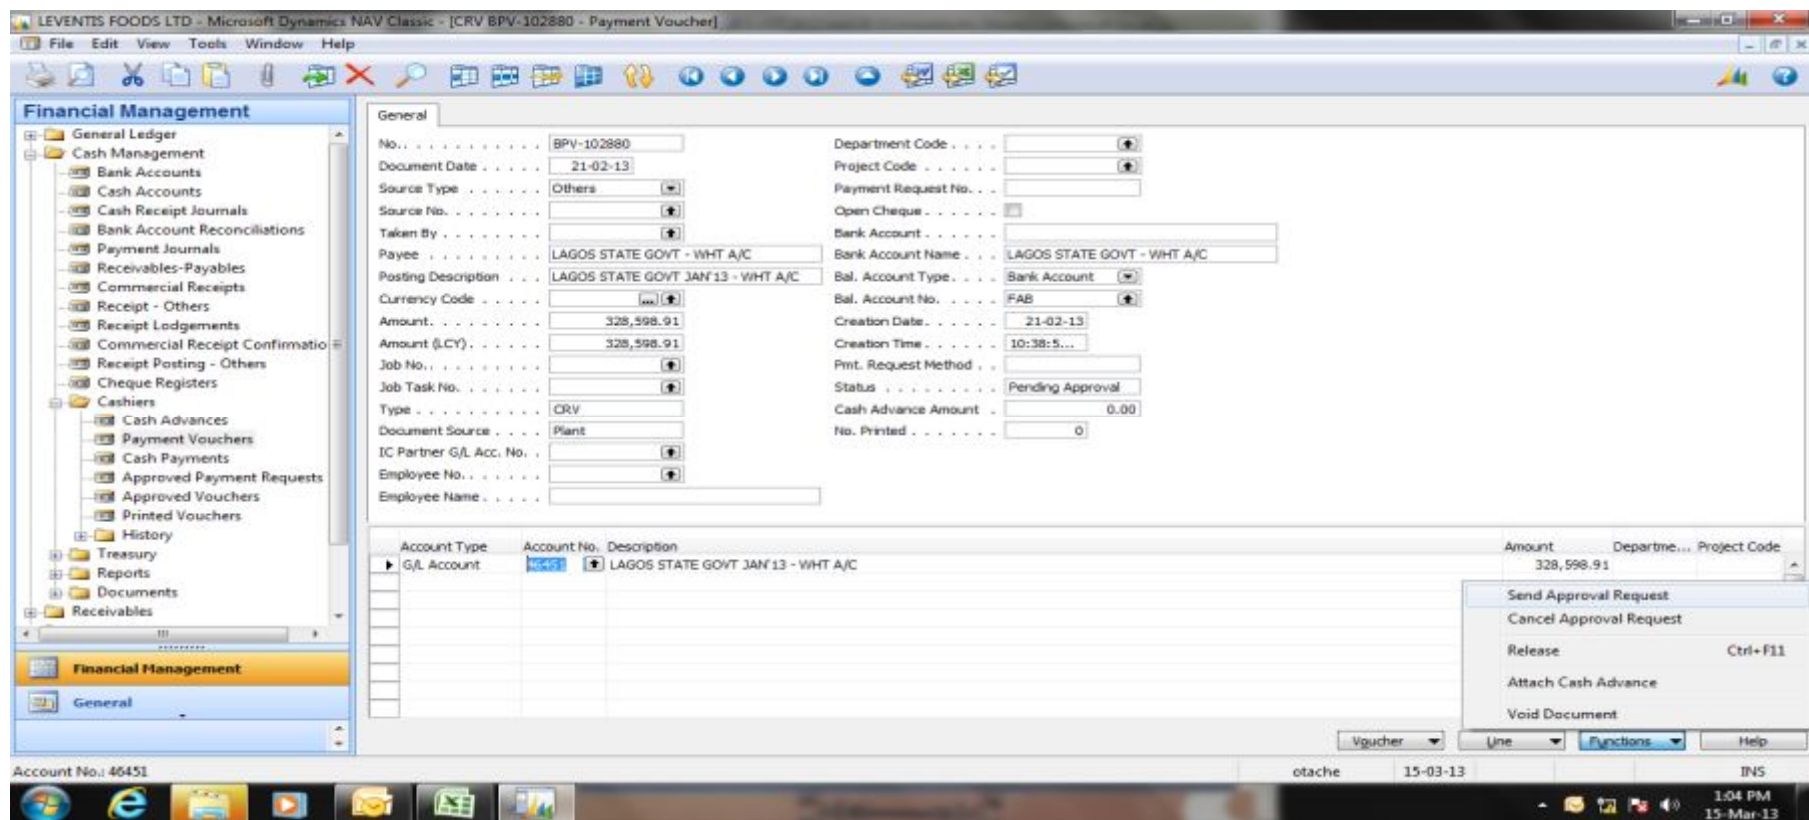 LEVENTIS FOODS LTD - Microsoft Dynamics NAV Classic - [CRV BPV-102880 - Payment Voucher]
File Edit View Tools Window Help
Financial Management
General Ledger
Cash Management
Bank Accounts
Cash Accounts
Cash Receipt Journals
Bank Account Reconciliations
Payment Journals
Receivables-Payables
Commercial Receipts
Receipt - Others
Receipt Lodgements
Commercial Receipt Confirmatio
Receipt Posting - Others
Cheque Registers
Cashiers
Cash Advances
Payment Vouchers
Cash Payments
Approved Payment Requests
Approved Vouchers
Printed Vouchers
History
Treasury
Reports
Documents
Receivables
Financial Management
General
General
No. BPV-102880
Document Date 21-02-13
Source Type Others
Source No.
Taken By
Payee LAGOS STATE GOVT - WHT A/C
Posting Description LAGOS STATE GOVT JAN'13 - WHT A/C
Currency Code ...
Amount 328,598.91
Amount (LCY) 328,598.91
Job No.
Job Task No.
Type CRV
Document Source Plant
IC Partner G/L Acc. No.
Employee No.
Employee Name
Department Code
Project Code
Payment Request No.
Open Cheque
Bank Account
Bank Account Name LAGOS STATE GOVT - WHT A/C
Bal. Account Type Bank Account
Bal. Account No. FAB
Creation Date 21-02-13
Creation Time 10:38:5...
Pmt. Request Method
Status Pending Approval
Cash Advance Amount 0.00
No. Printed 0
Account Type Account No. Description Amount Departme... Project Code
G/L Account 46451 LAGOS STATE GOVT JAN'13 - WHT A/C 328,598.91
Send Approval Request
Cancel Approval Request
Release Ctrl+F11
Attach Cash Advance
Void Document
Voucher Line Functions Help
Account No.: 46451 otache 15-03-13 INS
1:04 PM
15-Mar-13